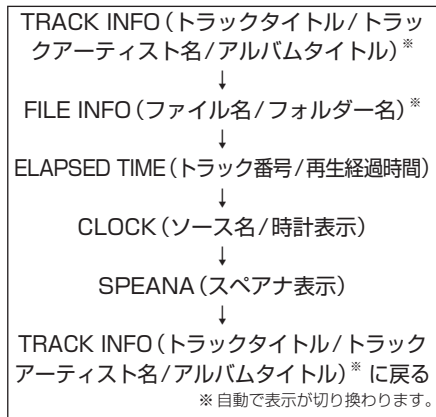 TRACK INFO（トラックタイトル/トラッ
クアーティスト名/アルバムタイトル）※
↓
FILE INFO（ファイル名/フォルダー名）※
↓
ELAPSED TIME（トラック番号/再生経過時間）
↓
CLOCK（ソース名/時計表示）
↓
SPEANA（スペアナ表示）
↓
TRACK INFO（トラックタイトル/トラック
アーティスト名/アルバムタイトル）※ に戻る
※自動で表示が切り換わります。